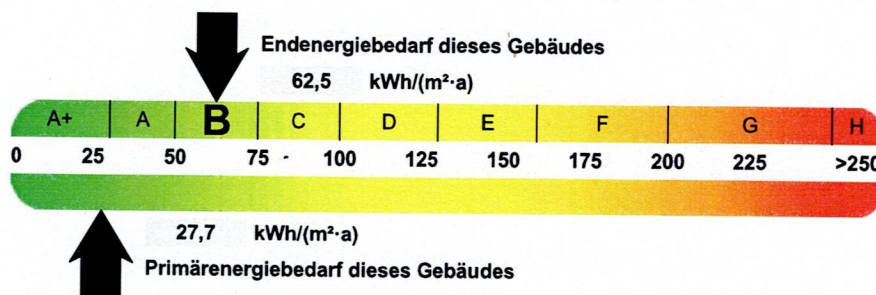 Endenergiebedarf dieses Gebäudes
62,5 kWh/(m²·a)
A+ A B C D E F G H
0 25 50 75 100 125 150 175 200 225 >250
27,7 kWh/(m²·a)
Primärenergiebedarf dieses Gebäudes